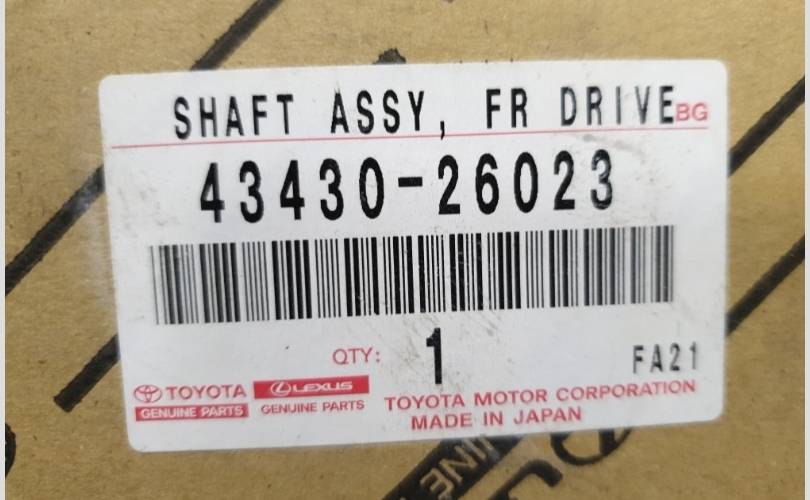 SHAFT ASSY, FR DRIVE BG
43430-26023
QTY: 1
FA21
TOYOTA
GENUINE PARTS
LEXUS
GENUINE PARTS
TOYOTA MOTOR CORPORATION
MADE IN JAPAN